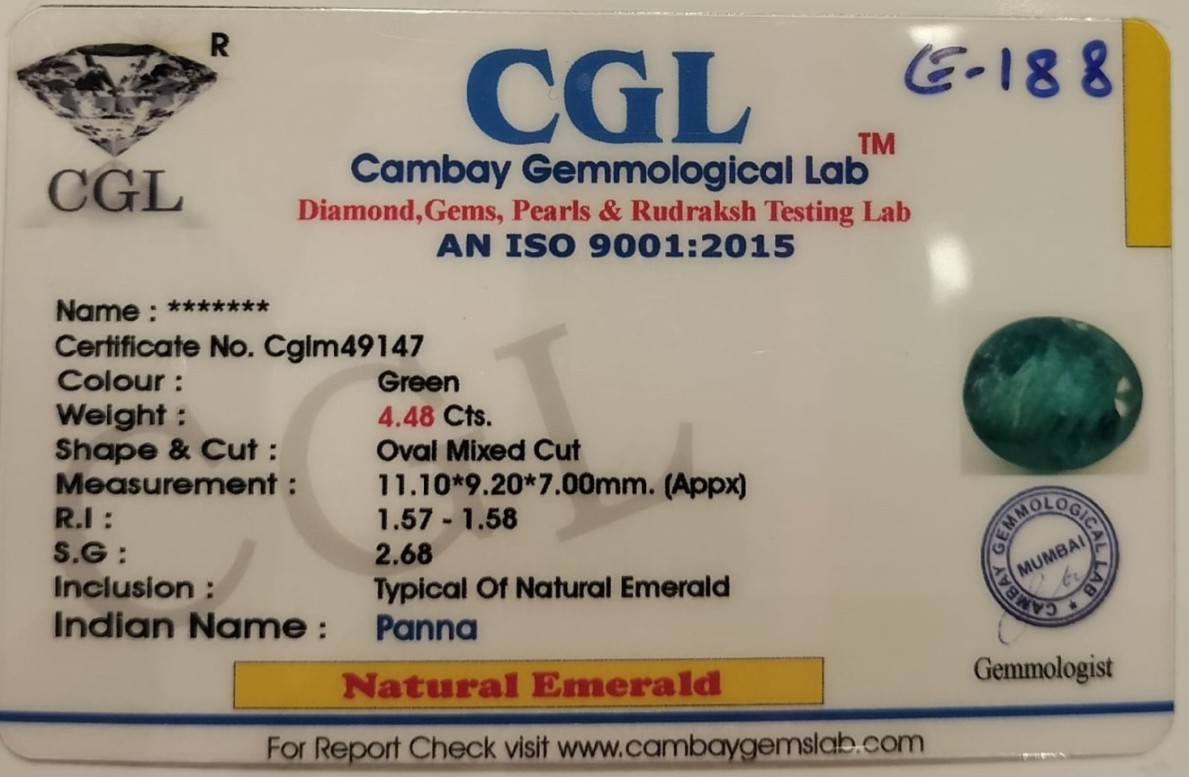 R
CGL
E-188
CGL
TM
Cambay Gemmological Lab
Diamond,Gems, Pearls & Rudraksh Testing Lab
AN ISO 9001:2015
Name : *******
Certificate No. Cglm49147
Colour : Green
Weight : 4.48 Cts.
Shape & Cut : Oval Mixed Cut
Measurement : 11.10*9.20*7.00mm. (Appx)
R.I : 1.57 - 1.58
S.G : 2.68
Inclusion : Typical Of Natural Emerald
Indian Name : Panna
CGL
CAMBAY GEMMOLOGICAL LAB *
MUMBAI
Gemmologist
Natural Emerald
For Report Check visit www.cambaygemslab.com